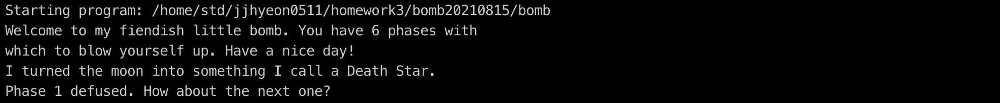 Starting program: /home/std/jjhyeon0511/homework3/bomb20210815/bomb
Welcome to my fiendish little bomb. You have 6 phases with
which to blow yourself up. Have a nice day!
I turned the moon into something I call a Death Star.
Phase 1 defused. How about the next one?